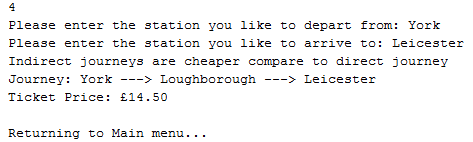 4
Please enter the station you like to depart from: York
Please enter the station you like to arrive to: Leicester
Indirect journeys are cheaper compare to direct journey
Journey: York ---> Loughborough ---> Leicester
Ticket Price: £14.50
Returning to Main menu...